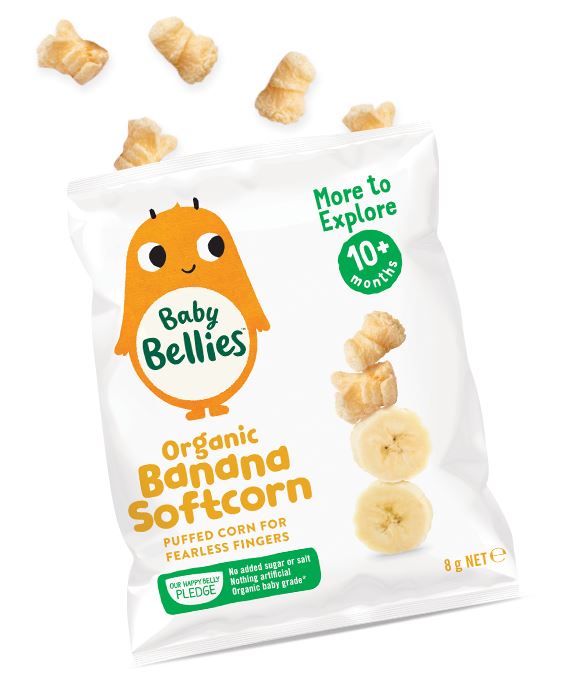 More to
Explore
10+
months
Baby
Bellies™
Organic
Banana
Softcorn
PUFFED CORN FOR
FEARLESS FINGERS
OUR HAPPY BELLY
PLEDGE
No added sugar or salt
Nothing artificial
Organic baby grade*
8 g NET ℮